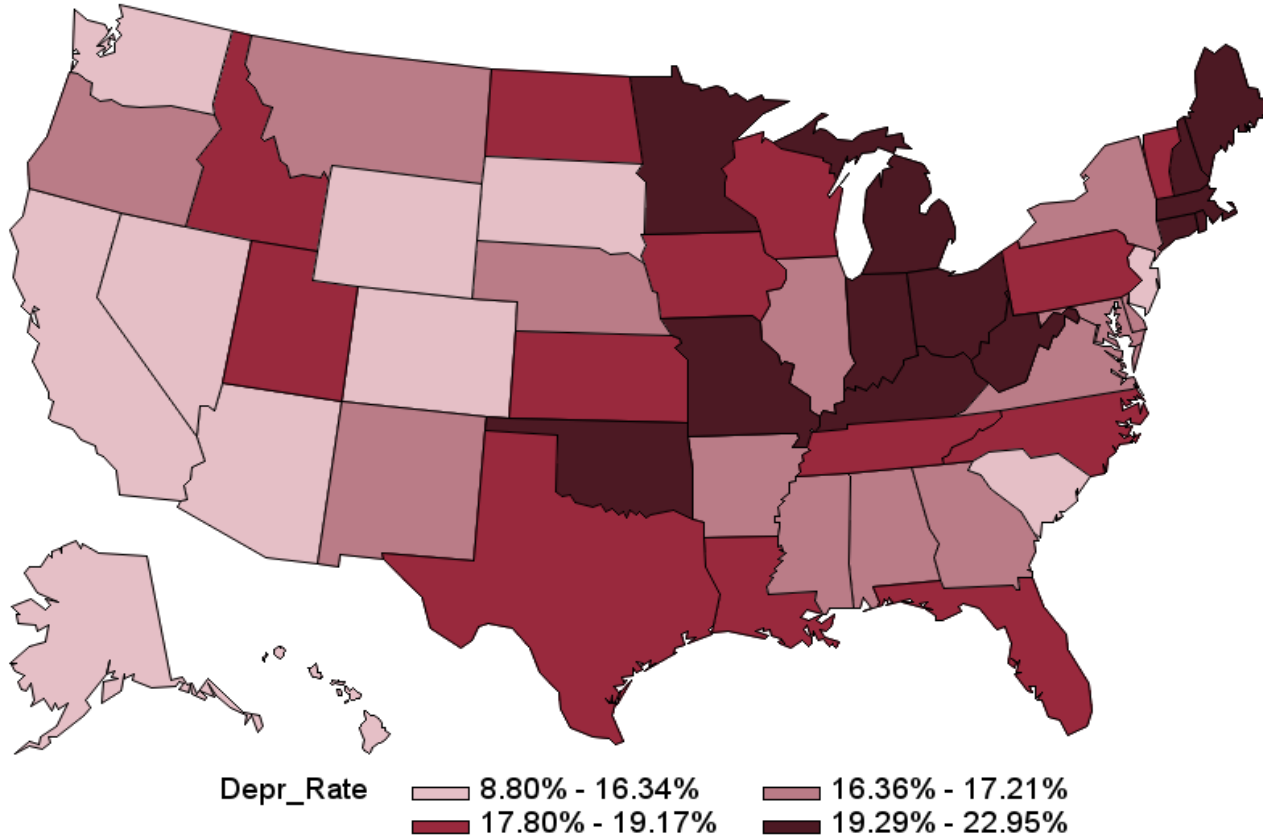 Depr_Rate 8.80% - 16.34% 16.36% - 17.21%
17.80% - 19.17% 19.29% - 22.95%